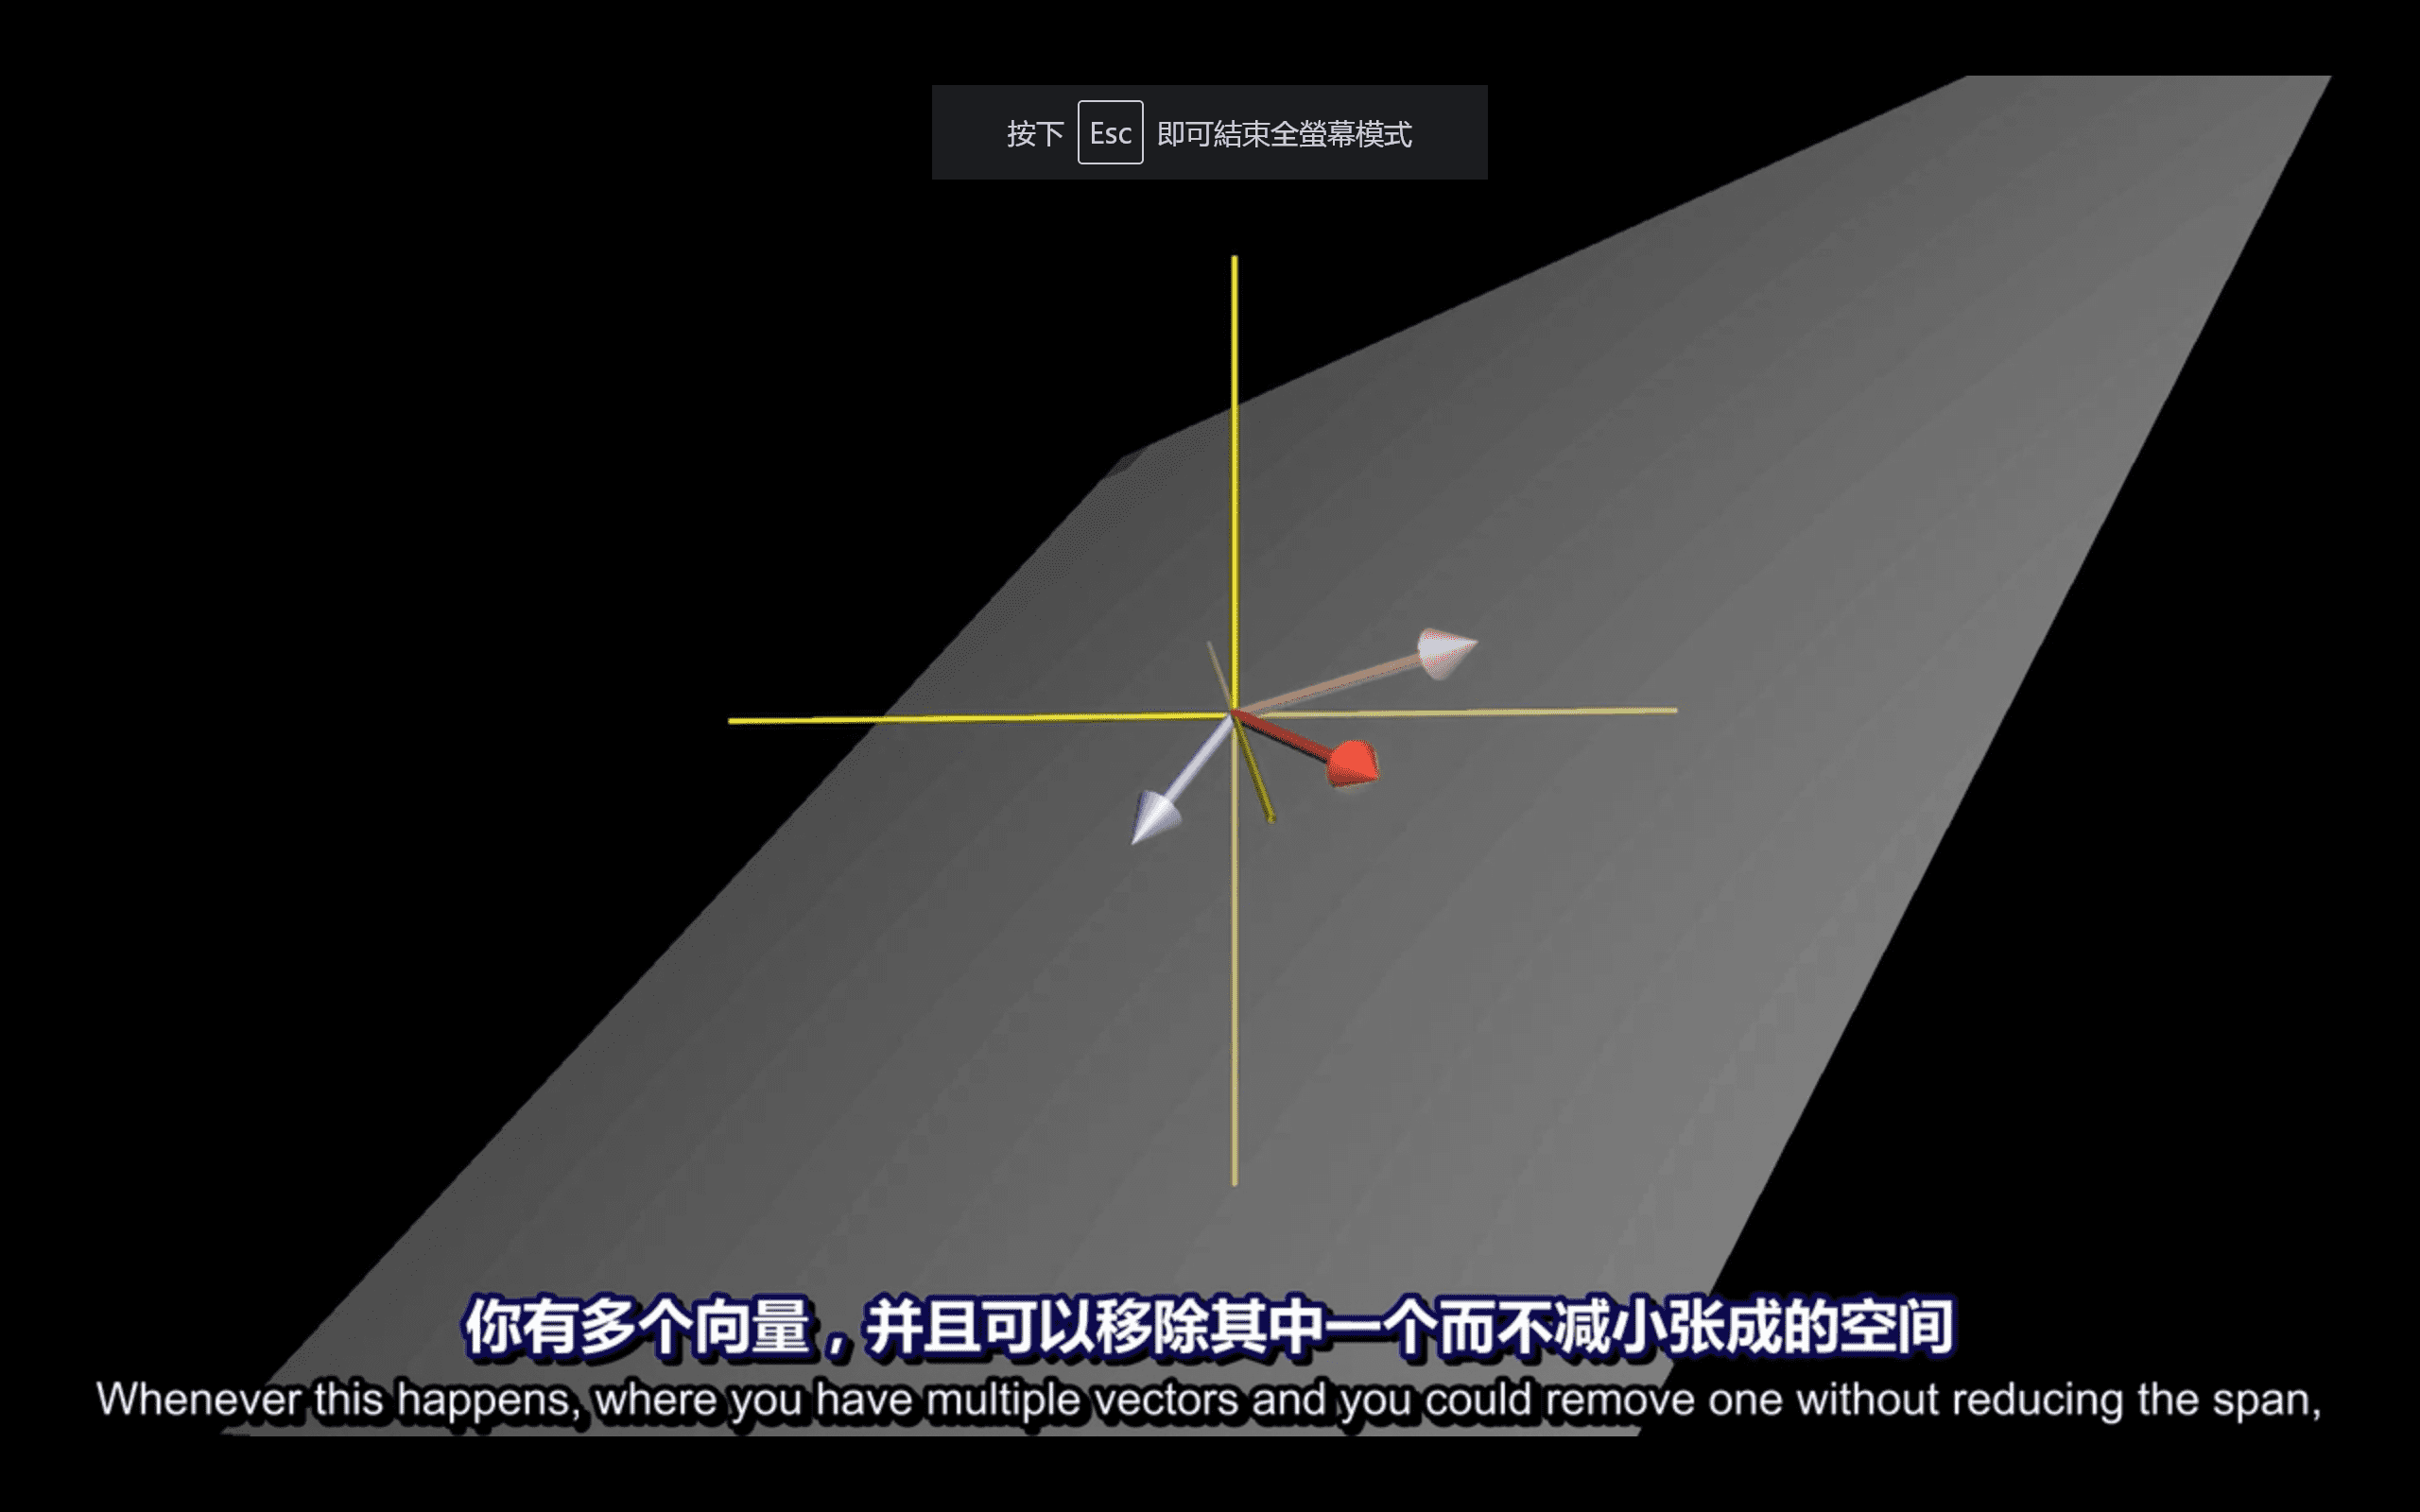 按下 Esc 即可結束全螢幕模式
你有多个向量，并且可以移除其中一个而不减小张成的空间
Whenever this happens, where you have multiple vectors and you could remove one without reducing the span,